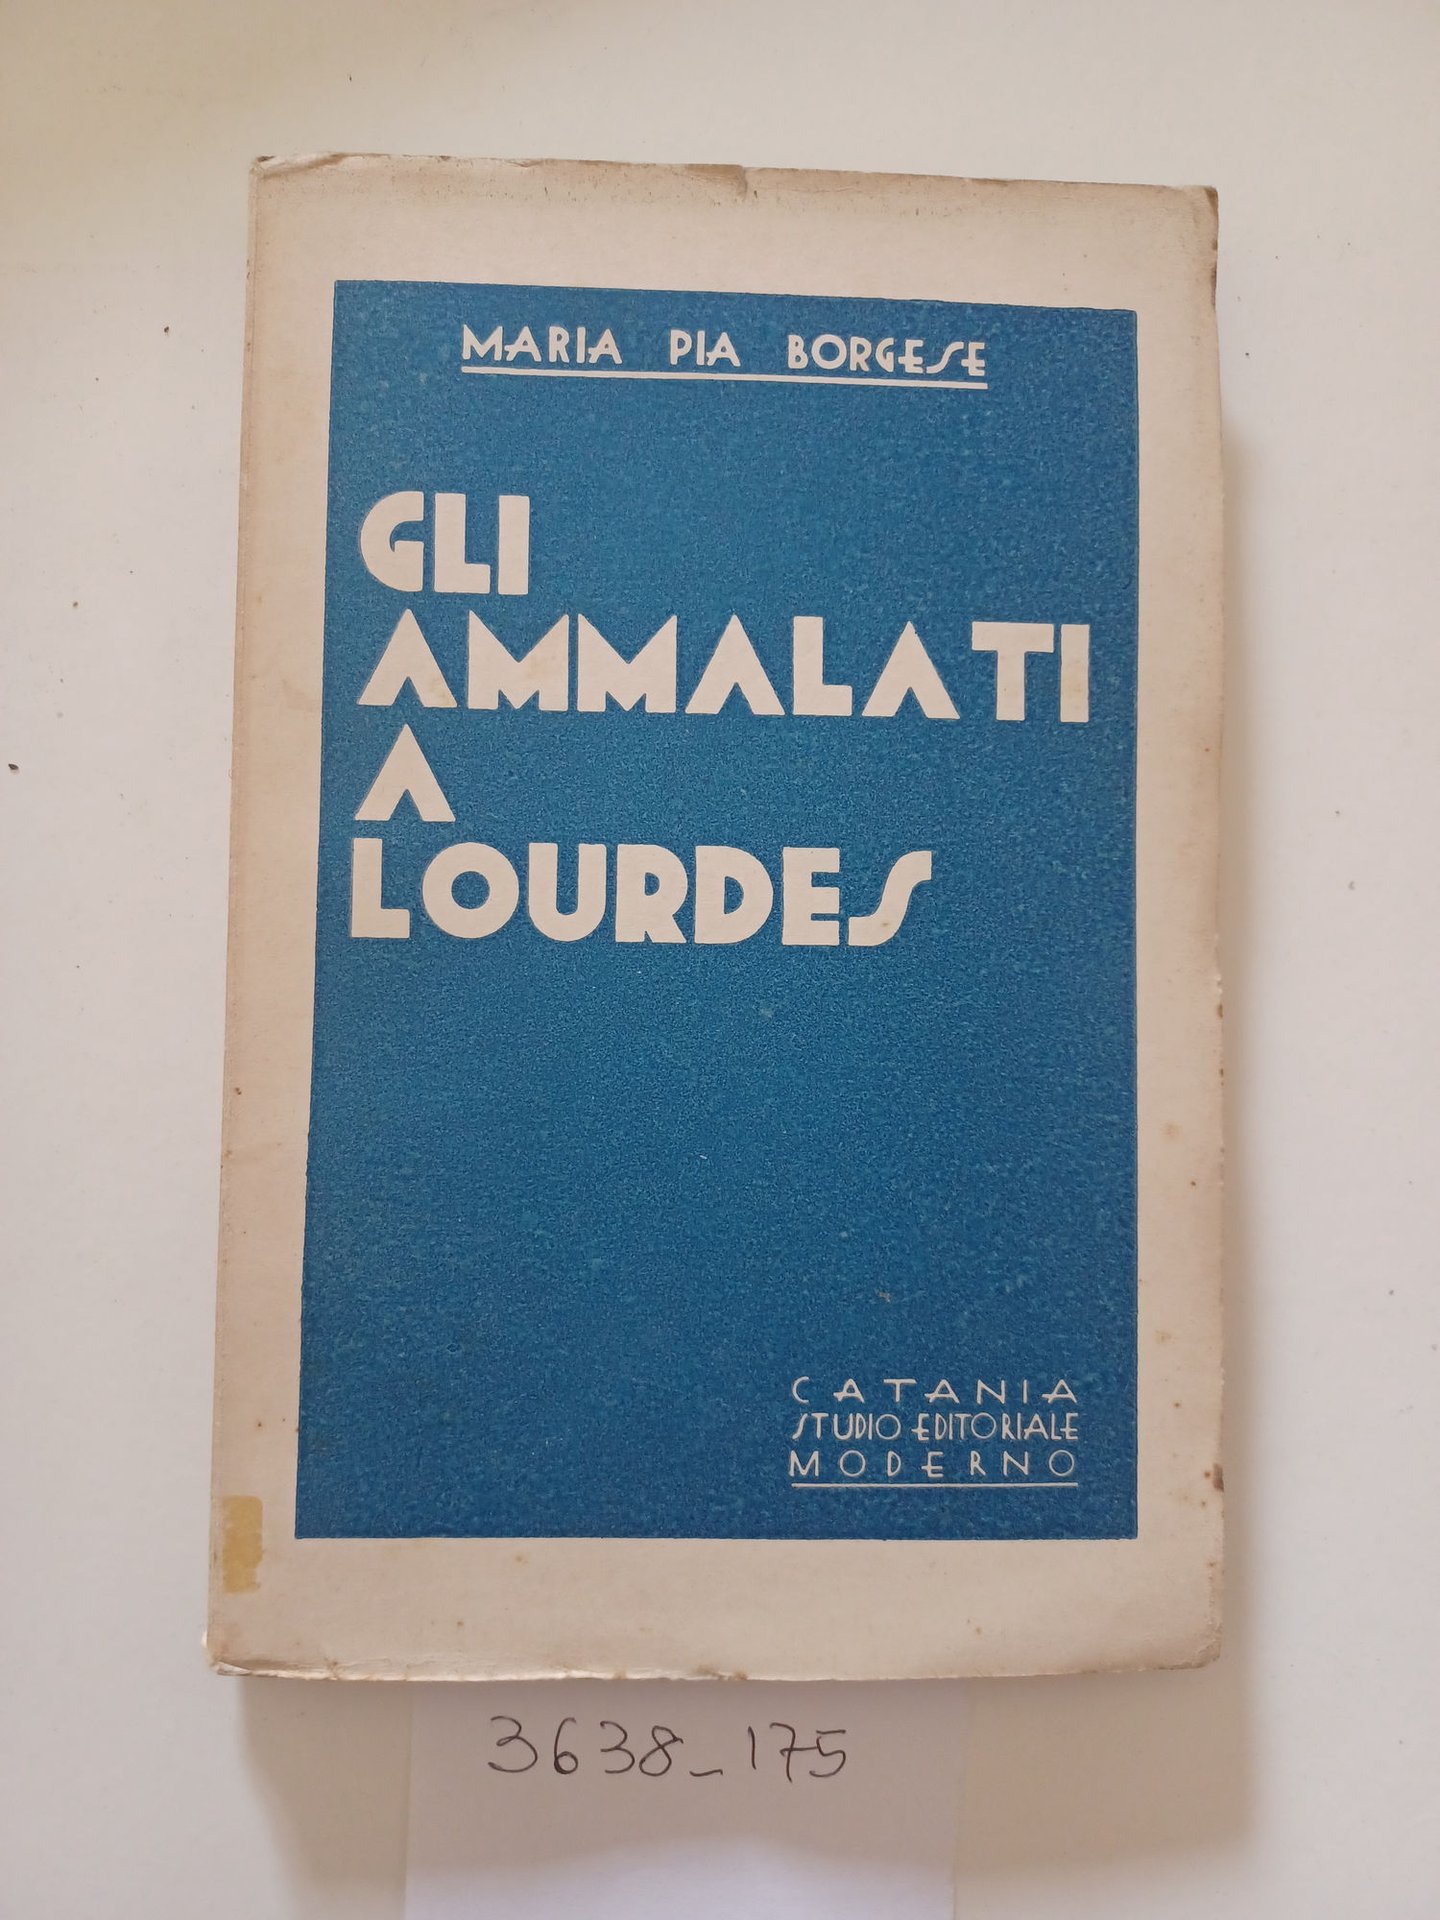 MARIA PIA BORGESE
GLI
AMMALATI
A
LOURDES
CATANIA
STUDIO EDITORIALE
MODERNO
3638_175